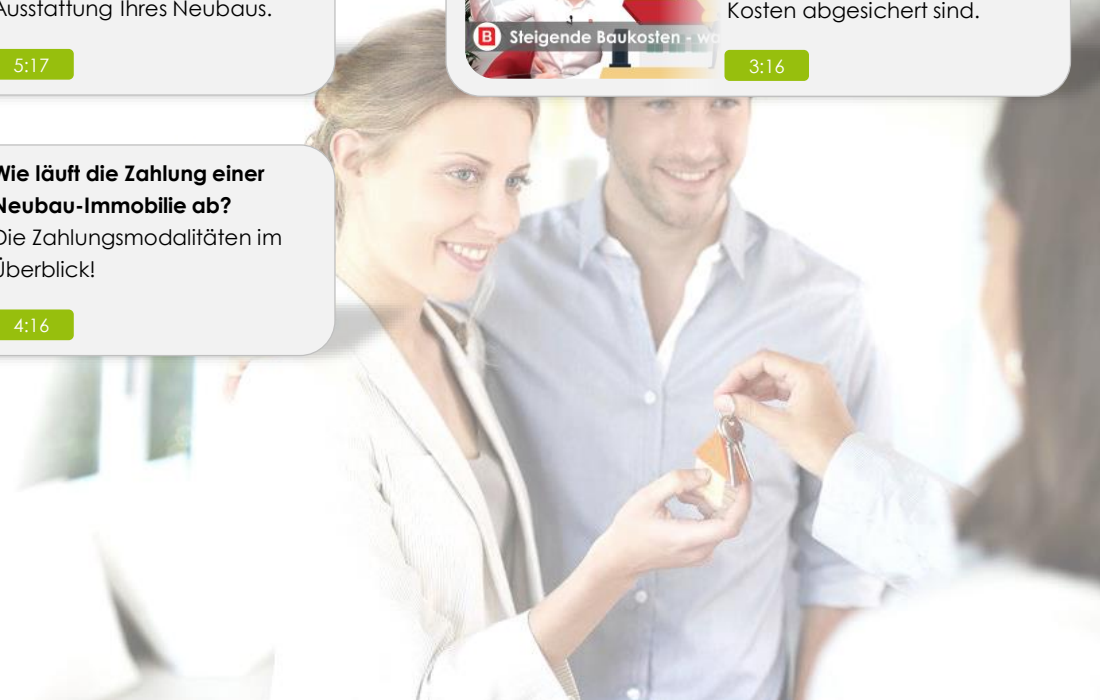 Ausstattung Ihres Neubaus.
5:17
B Steigende Baukosten -
Kosten abgesichert sind.
3:16
Wie läuft die Zahlung einer
Neubau-Immobilie ab?
Die Zahlungsmodalitäten im
Überblick!
4:16